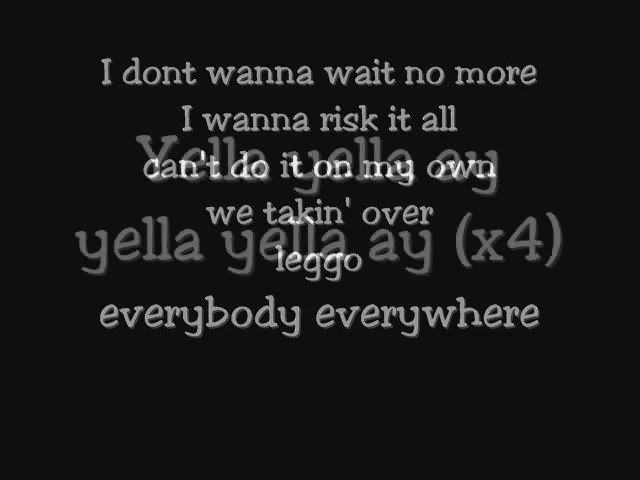 I dont wanna wait no more
I wanna risk it all
Yella yella ay
can't do it on my own
we takin' over
yella yella ay (x4)
leggo
everybody everywhere